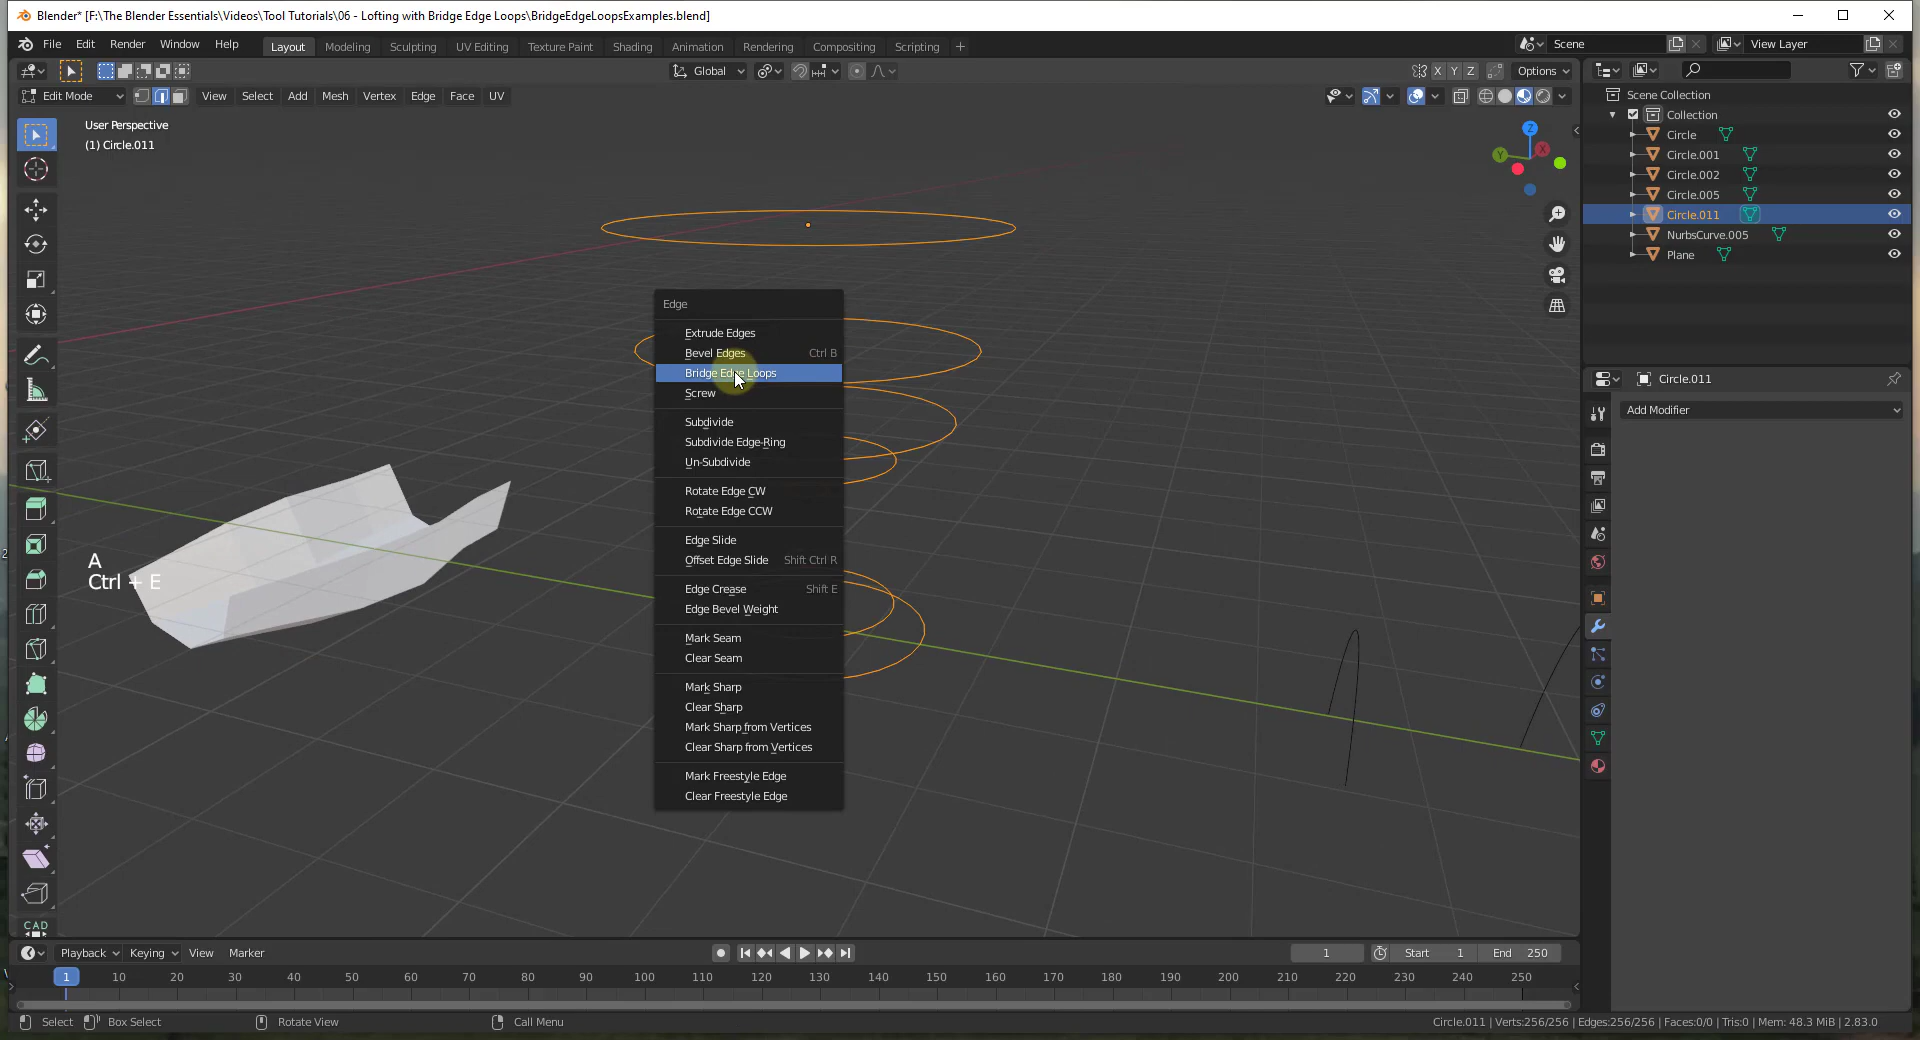 Blender* [F:\The Blender Essentials\Videos\Tool Tutorials\06 - Lofting with Bridge Edge Loops\BridgeEdgeLoopsExamples.blend]
File Edit Render Window Help Layout Modeling Sculpting UV Editing Texture Paint Shading Animation Rendering Compositing Scripting + Scene View Layer
Global X Y Z Options
Edit Mode View Select Add Mesh Vertex Edge Face UV
User Perspective
(1) Circle.011
Z
Y X
Scene Collection
Collection
Circle
Circle.001
Circle.002
Circle.005
Circle.011
NurbsCurve.005
Plane
Circle.011
Add Modifier
Edge
Extrude Edges
Bevel Edges Ctrl B
Bridge Edge Loops
Screw
Subdivide
Subdivide Edge-Ring
Un-Subdivide
Rotate Edge CW
Rotate Edge CCW
Edge Slide
Offset Edge Slide Shift Ctrl R
Edge Crease Shift E
Edge Bevel Weight
Mark Seam
Clear Seam
Mark Sharp
Clear Sharp
Mark Sharp from Vertices
Clear Sharp from Vertices
Mark Freestyle Edge
Clear Freestyle Edge
A
Ctrl + E
CAD
Playback Keying View Marker 1 Start 1 End 250
1 10 20 30 40 50 60 70 80 90 100 110 120 130 140 150 160 170 180 190 200 210 220 230 240 250
Select Box Select Rotate View Call Menu Circle.011 | Verts:256/256 | Edges:256/256 | Faces:0/0 | Tris:0 | Mem: 48.3 MiB | 2.83.0